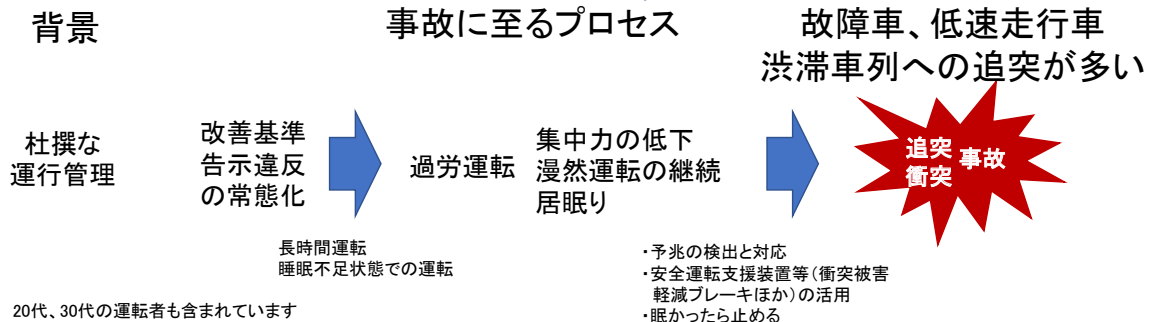 背景
事故に至るプロセス
故障車、低速走行車
渋滞車列への追突が多い
杜撰な
運行管理
改善基準
告示違反
の常態化
過労運転
集中力の低下
漫然運転の継続
居眠り
追突
衝突
事故
長時間運転
睡眠不足状態での運転
・予兆の検出と対応
・安全運転支援装置等(衝突被害
軽減ブレーキほか)の活用
・眠かったら止める
20代、30代の運転者も含まれています